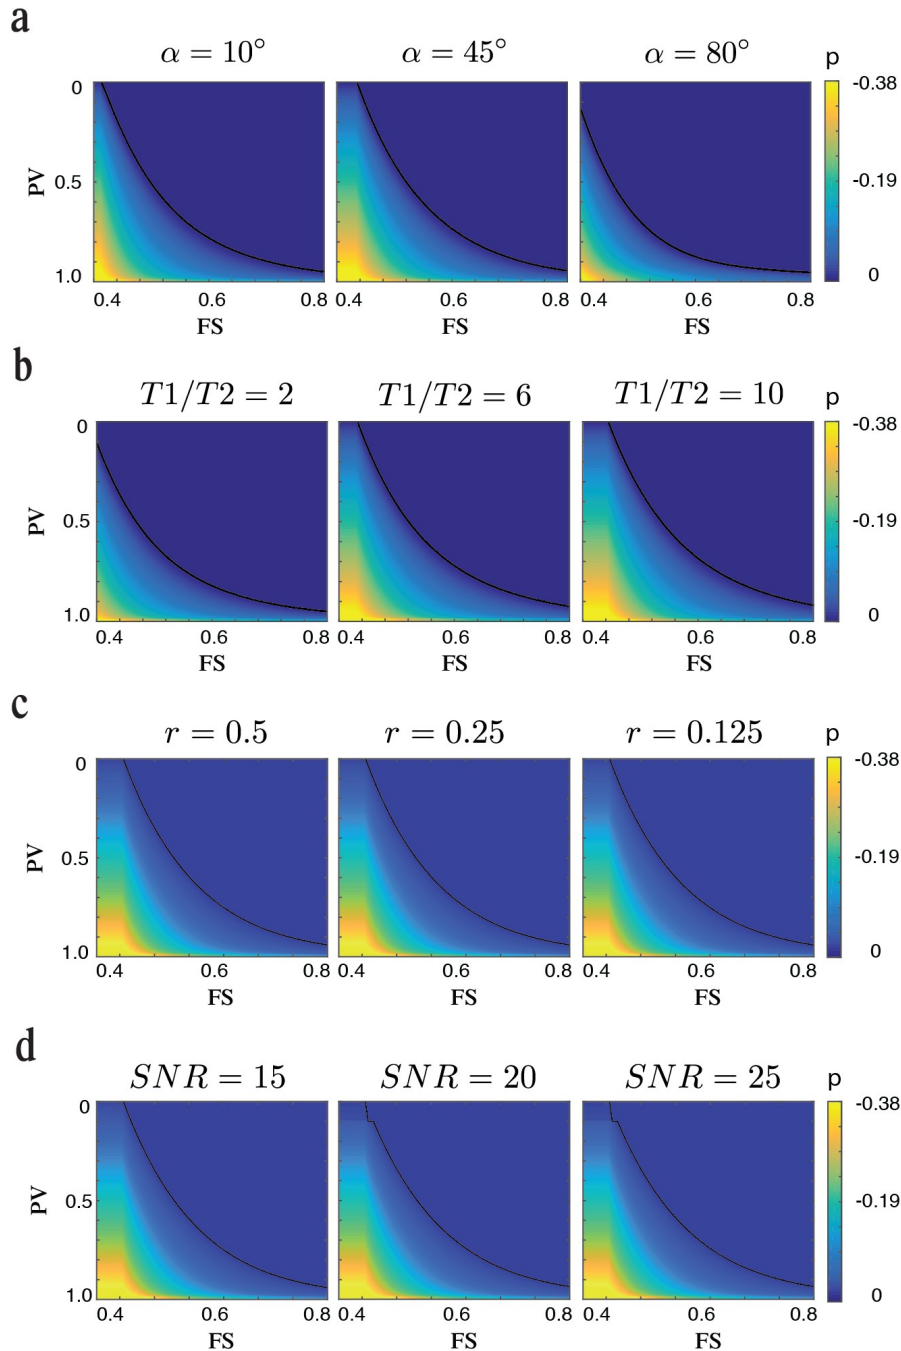 a
α = 10° α = 45° α = 80° p
0 -0.38
PV 0.5 -0.19
1.0 0
0.4 0.6 0.8 0.4 0.6 0.8 0.4 0.6 0.8
FS FS FS
b
T1/T2 = 2 T1/T2 = 6 T1/T2 = 10 p
0 -0.38
PV 0.5 -0.19
1.0 0
0.4 0.6 0.8 0.4 0.6 0.8 0.4 0.6 0.8
FS FS FS
c
r = 0.5 r = 0.25 r = 0.125 p
0 -0.38
PV 0.5 -0.19
1.0 0
0.4 0.6 0.8 0.4 0.6 0.8 0.4 0.6 0.8
FS FS FS
d
SNR = 15 SNR = 20 SNR = 25 p
0 -0.38
PV 0.5 -0.19
1.0 0
0.4 0.6 0.8 0.4 0.6 0.8 0.4 0.6 0.8
FS FS FS